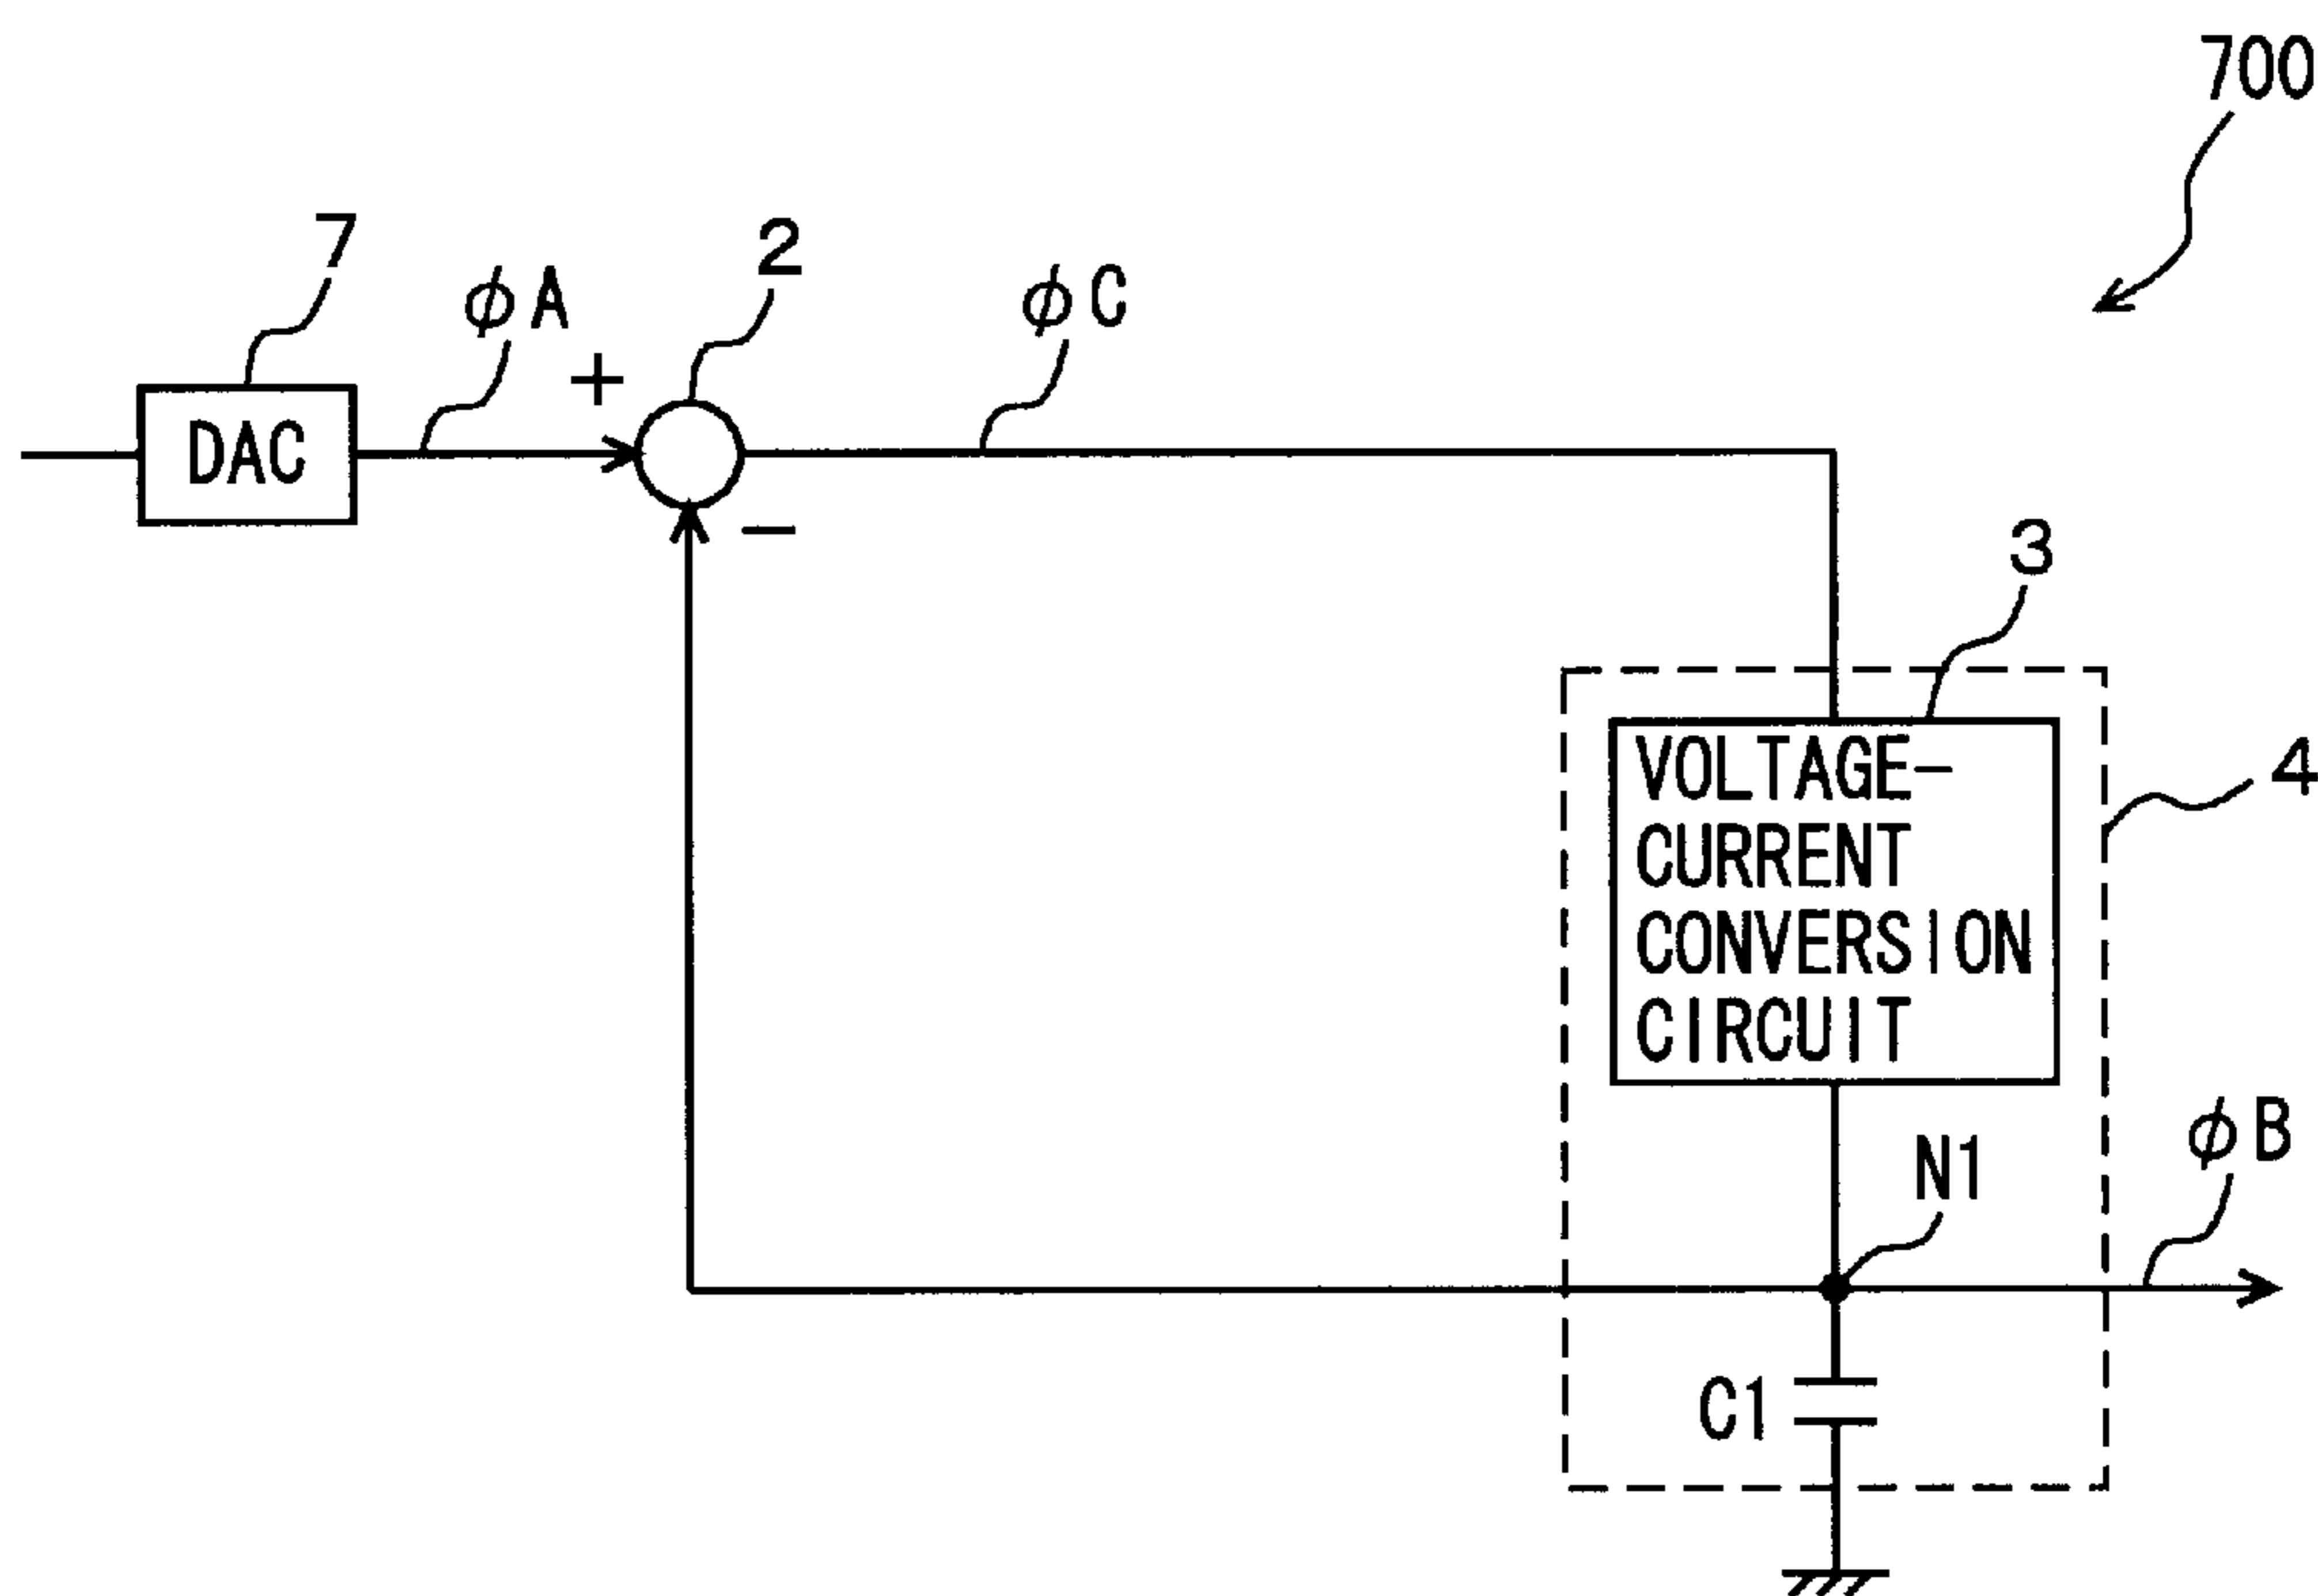 700
7
φA
+
2
φC
DAC
−
3
VOLTAGE-
CURRENT
CONVERSION
CIRCUIT
4
N1
φB
C1